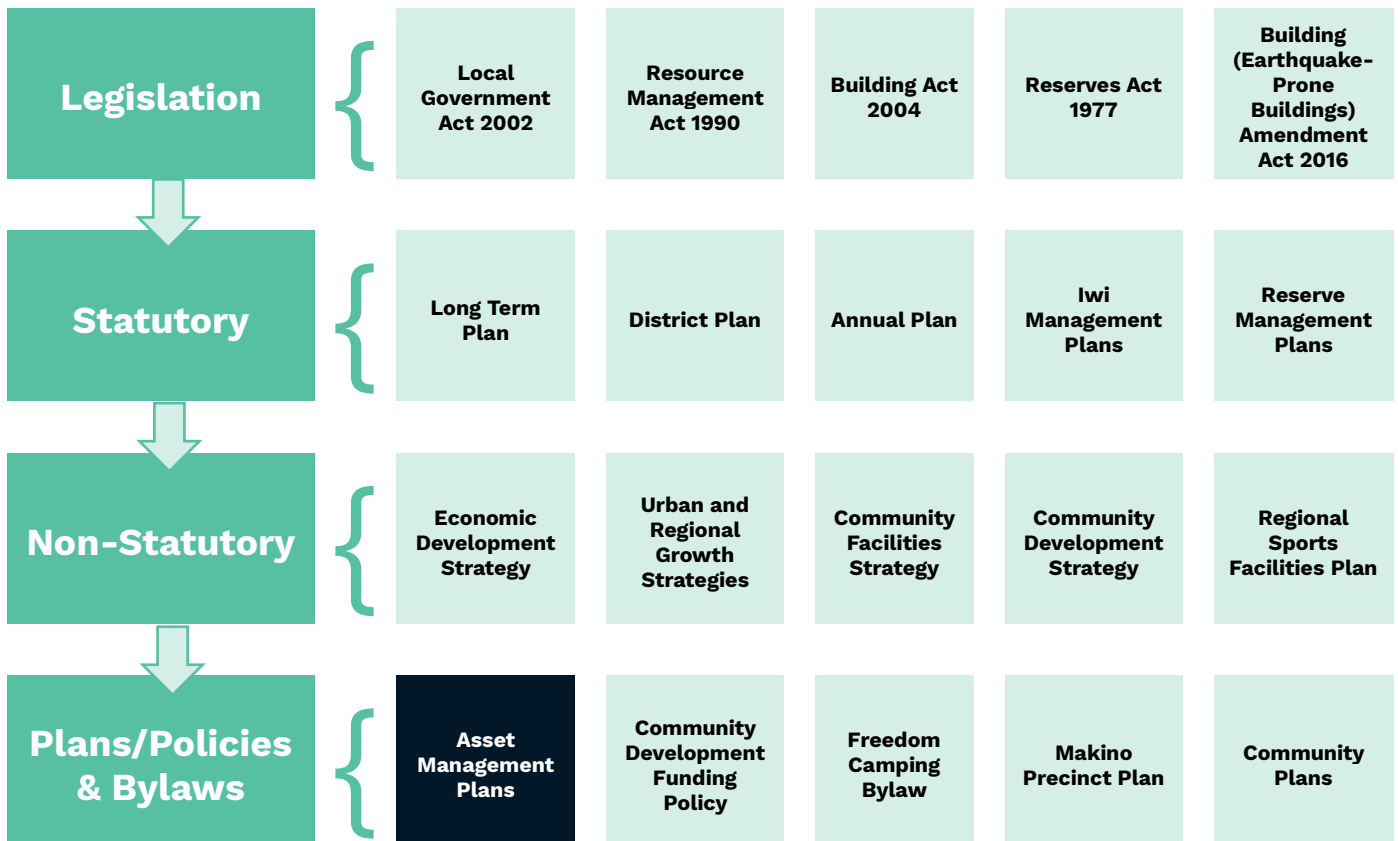 Legislation
Local
Government
Act 2002
Resource
Management
Act 1990
Building Act
2004
Reserves Act
1977
Building
(Earthquake-
Prone
Buildings)
Amendment
Act 2016
Statutory
Long Term
Plan
District Plan
Annual Plan
Iwi
Management
Plans
Reserve
Management
Plans
Non-Statutory
Economic
Development
Strategy
Urban and
Regional
Growth
Strategies
Community
Facilities
Strategy
Community
Development
Strategy
Regional
Sports
Facilities Plan
Plans/Policies
& Bylaws
Asset
Management
Plans
Community
Development
Funding
Policy
Freedom
Camping
Bylaw
Makino
Precinct Plan
Community
Plans